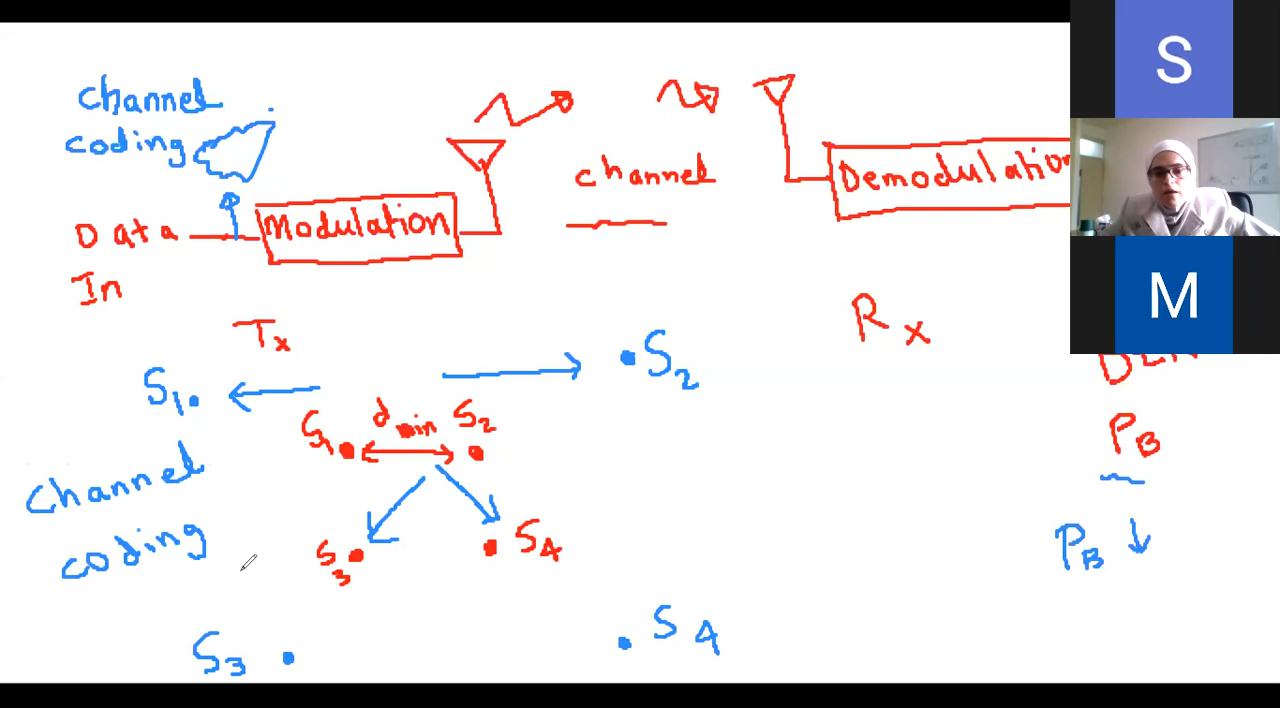 Channel
coding
Data
In
Modulation
channel
Demodulation
Tx
Rx
S1
S2
S1
dmin
S2
S3
S4
Channel
coding
S3
S4
PB
PB ↓
S
M